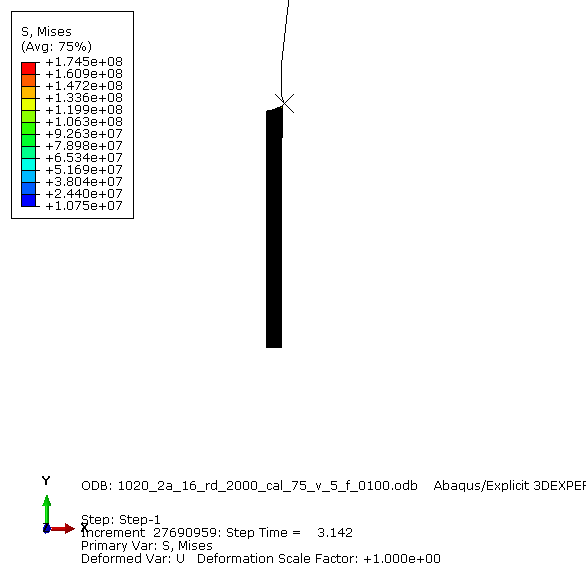 S, Mises
(Avg: 75%)
+1.745e+08
+1.609e+08
+1.472e+08
+1.336e+08
+1.199e+08
+1.063e+08
+9.263e+07
+7.898e+07
+6.534e+07
+5.169e+07
+3.804e+07
+2.440e+07
+1.075e+07
Y
ODB: 1020_2a_16_rd_2000_cal_75_v_5_f_0100.odb Abaqus/Explicit 3DEXPER
Step: Step-1
X
Increment 27690959: Step Time = 3.142
Primary Var: S, Mises
Deformed Var: U Deformation Scale Factor: +1.000e+00